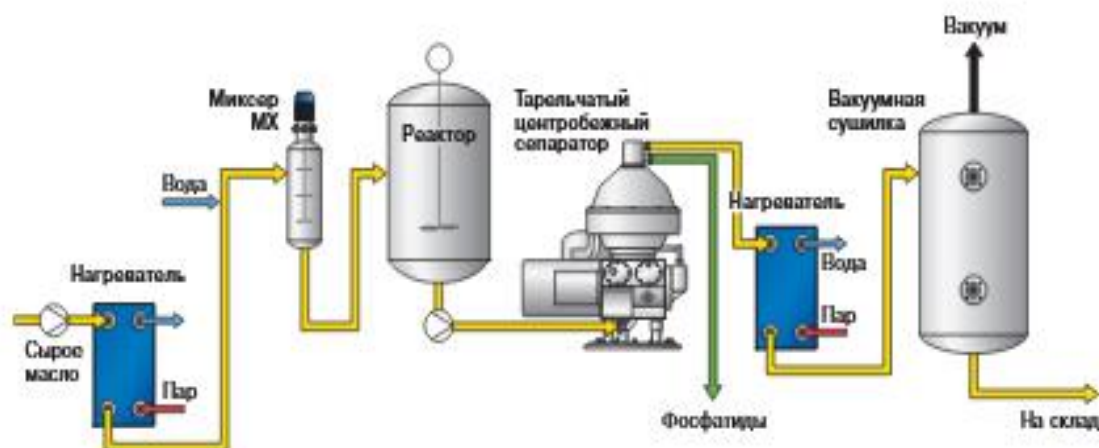 Вакуум
Миксер
МХ
Реактор
Тарельчатый
центробежный
сепаратор
Вакуумная
сушилка
Вода
Нагреватель
Вода
Пар
Нагреватель
Сырое
масло
Пар
Фосфатиды
На склад